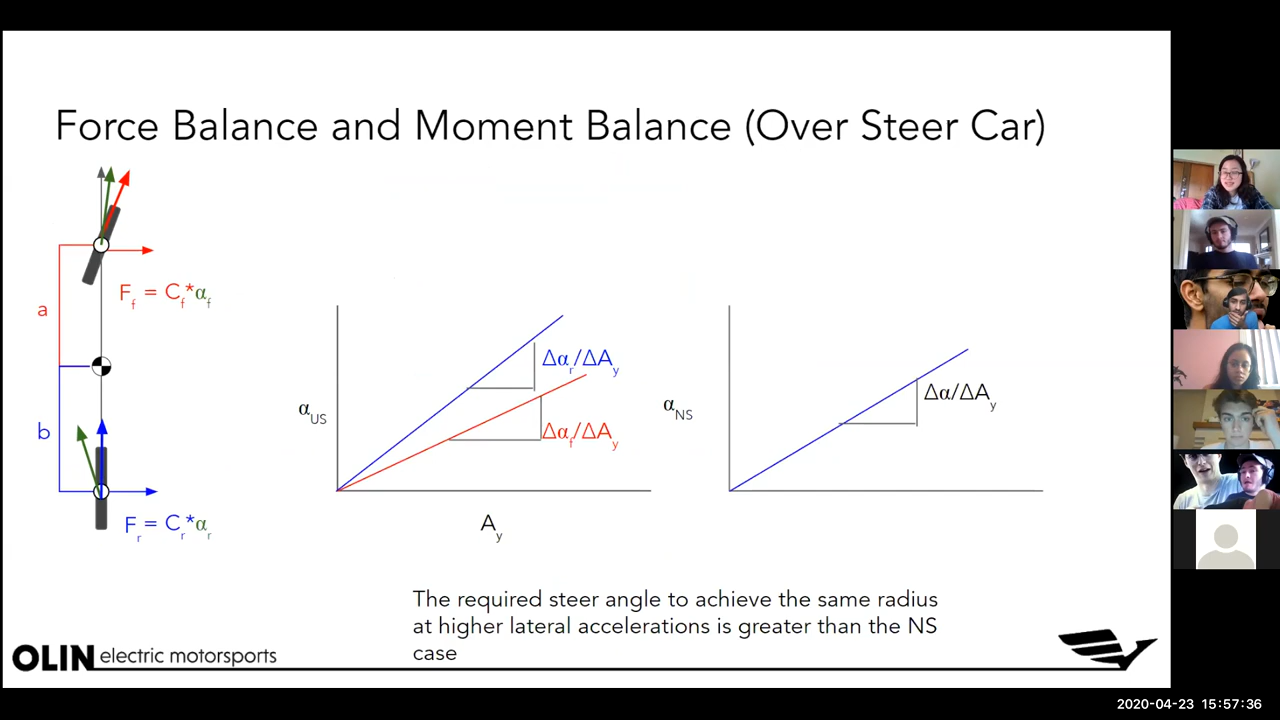 Force Balance and Moment Balance (Over Steer Car)
a
F_f = C_f*α_f
b
F_r = C_r*α_r
α_US
Δα_r/ΔA_y
Δα_f/ΔA_y
A_y
α_NS
Δα/ΔA_y
The required steer angle to achieve the same radius
at higher lateral accelerations is greater than the NS
case
OLIN electric motorsports
2020-04-23 15:57:36